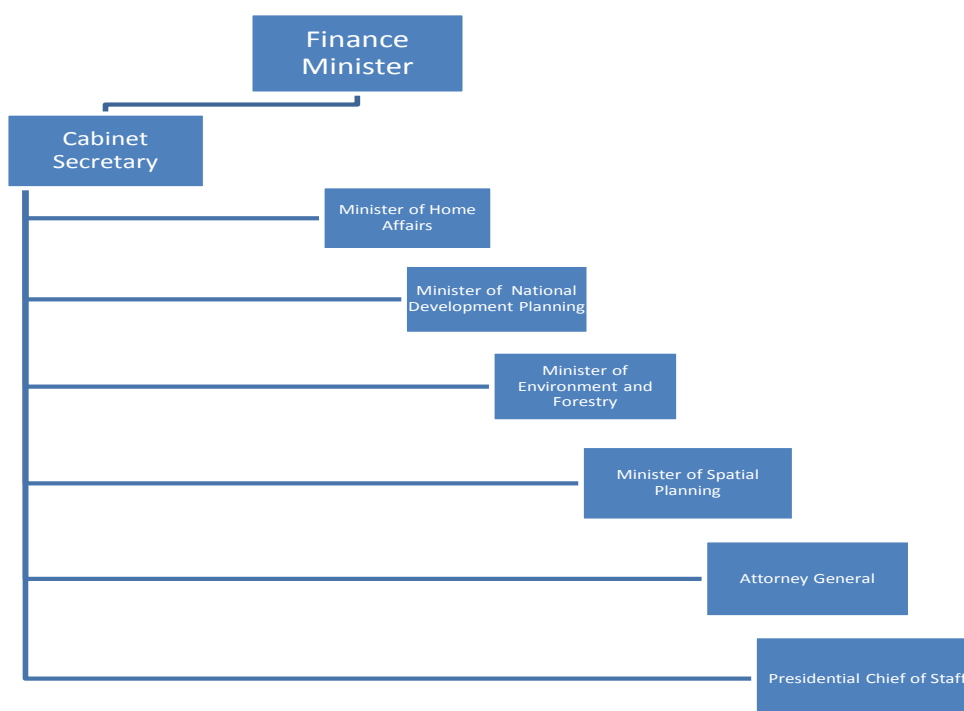 Finance
Minister
Cabinet
Secretary
Minister of Home
Affairs
Minister of  National
Development Planning
Minister of
Environment and
Forestry
Minister of Spatial
Planning
Attorney General
Presidential Chief of Staff